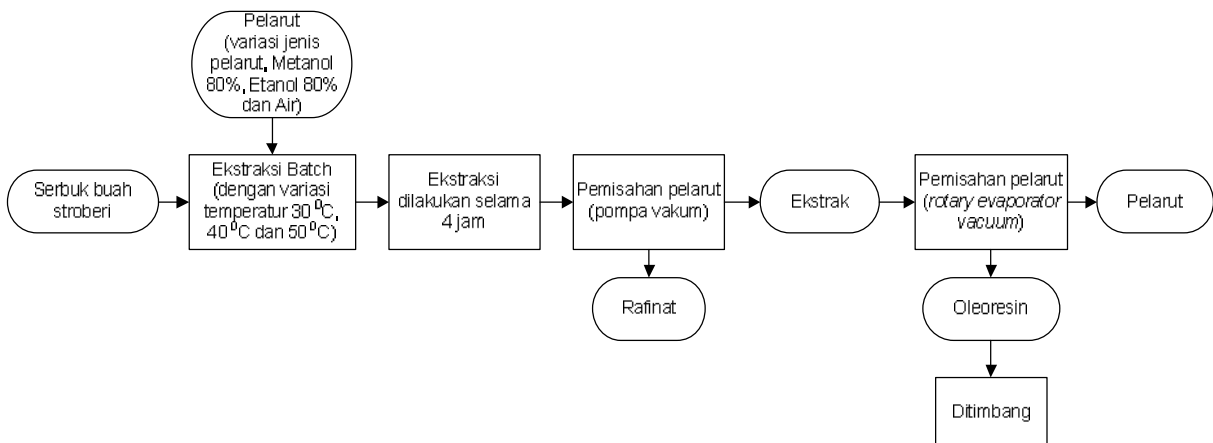 Pelarut
(variasi jenis
pelarut, Metanol
80%, Etanol 80%
dan Air)
Serbuk buah
stroberi
Ekstraksi Batch
(dengan variasi
temperatur 30 ⁰C,
40 ⁰C dan 50 ⁰C)
Ekstraksi
dilakukan selama
4 jam
Pemisahan pelarut
(pompa vakum)
Rafinat
Ekstrak
Pemisahan pelarut
(rotary evaporator
vacuum)
Pelarut
Oleoresin
Ditimbang